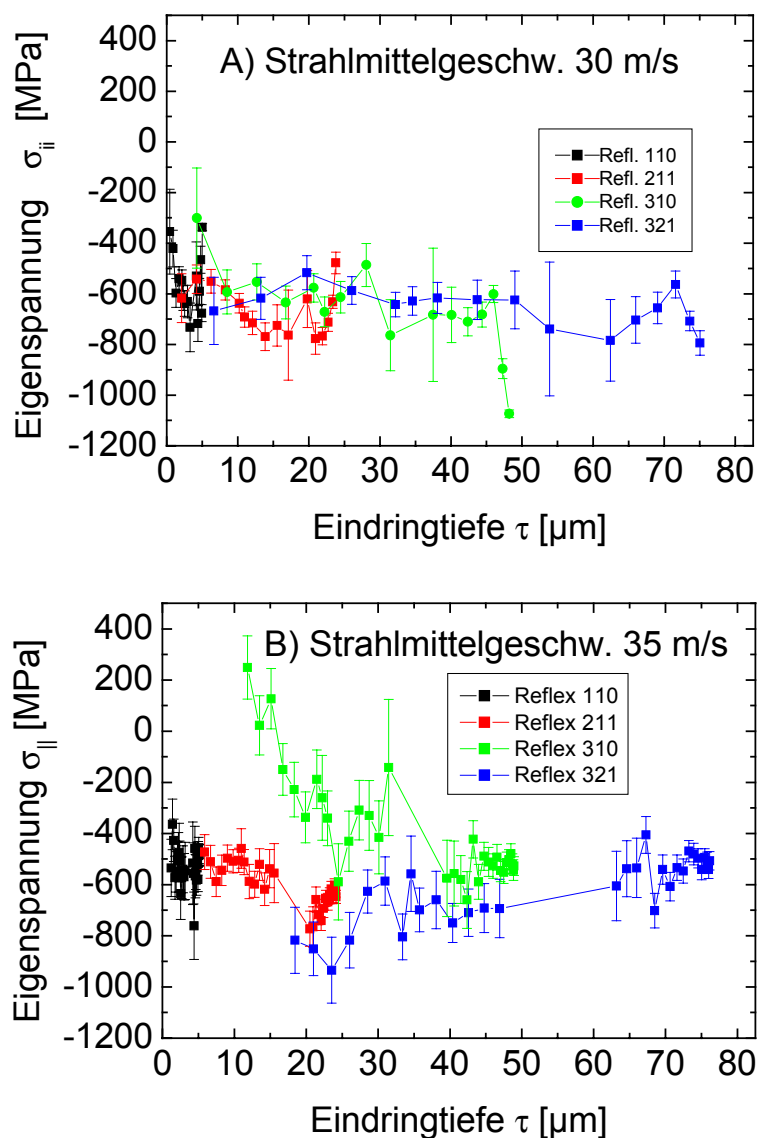 A) Strahlmittelgeschw. 30 m/s
Eigenspannung σii [MPa]
400
200
0
-200
-400
-600
-800
-1000
-1200
Refl. 110
Refl. 211
Refl. 310
Refl. 321
0 10 20 30 40 50 60 70 80
Eindringtiefe τ [µm]
B) Strahlmittelgeschw. 35 m/s
Eigenspannung σ|| [MPa]
400
200
0
-200
-400
-600
-800
-1000
-1200
Reflex 110
Reflex 211
Reflex 310
Reflex 321
0 10 20 30 40 50 60 70 80
Eindringtiefe τ [µm]